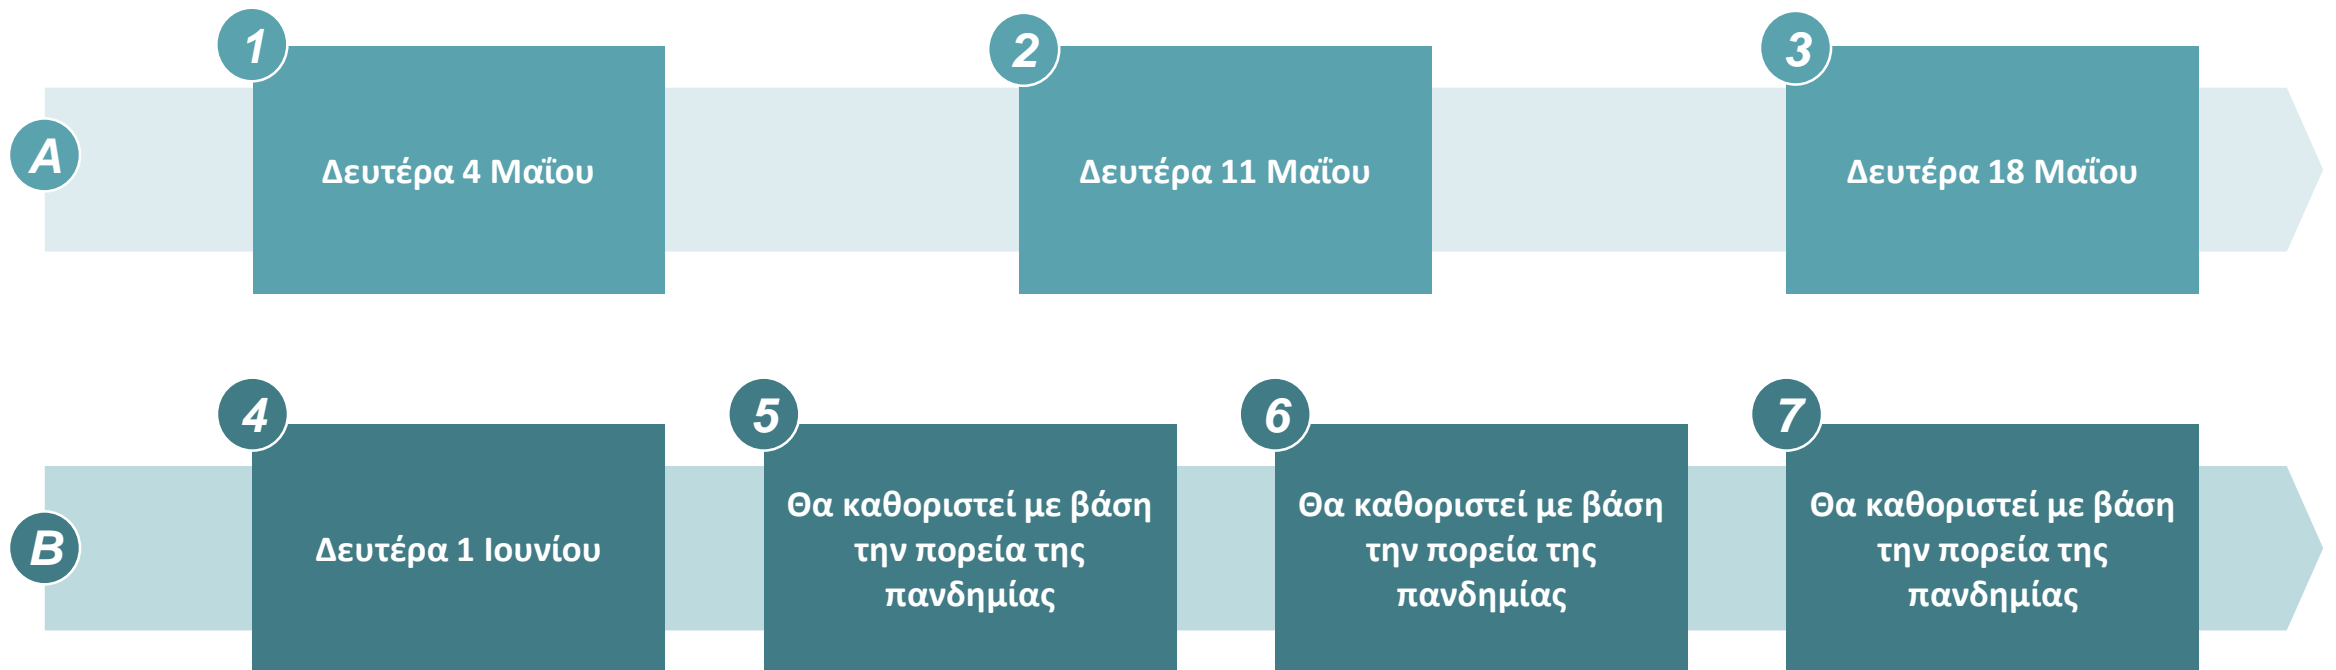 1
2
3
A
Δευτέρα 4 Μαΐου
Δευτέρα 11 Μαΐου
Δευτέρα 18 Μαΐου
4
5
6
7
B
Δευτέρα 1 Ιουνίου
Θα καθοριστεί με βάση
την πορεία της
πανδημίας
Θα καθοριστεί με βάση
την πορεία της
πανδημίας
Θα καθοριστεί με βάση
την πορεία της
πανδημίας